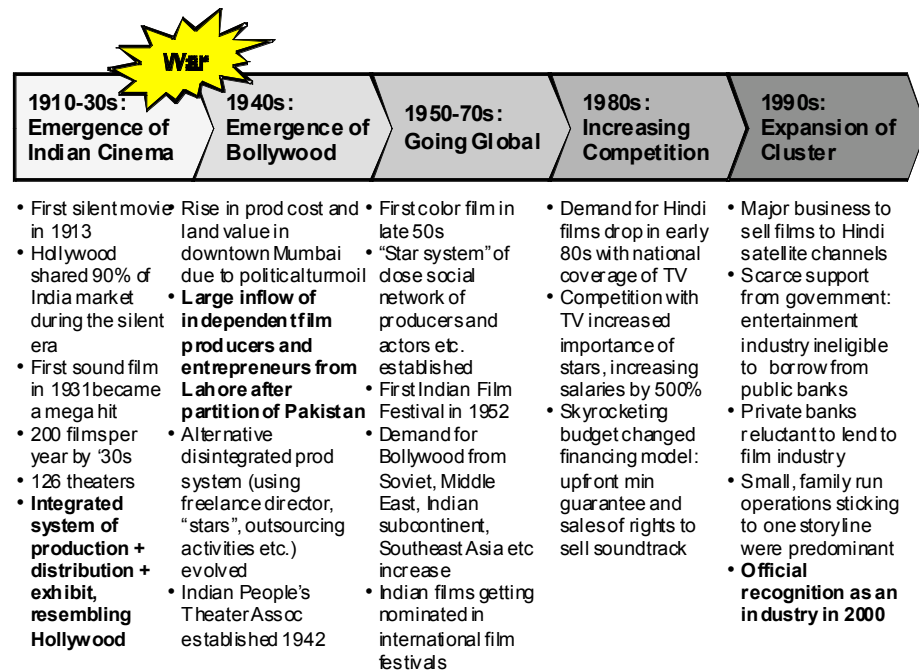 War
1910-30s:
Emergence of
Indian Cinema
1940s:
Emergence of
Bollywood
1950-70s:
Going Global
1980s:
Increasing
Competition
1990s:
Expansion of
Cluster
• First silent movie
in 1913
• Hollywood
shared 90% of
India market
during the silent
era
• First sound film
in 1931 became
a mega hit
• 200 films per
year by ‘30s
• 126 theaters
• Integrated
system of
production +
distribution +
exhibit,
resembling
Hollywood
• Rise in prod cost and
land value in
downtown Mumbai
due to political turmoil
• Large inflow of
independent film
producers and
entrepreneurs from
Lahore after
partition of Pakistan
• Alternative
disintegrated prod
system (using
freelance director,
“stars”, outsourcing
activities etc.)
evolved
• Indian People’s
Theater Assoc
established 1942
• First color film in
late 50s
• “Star system” of
close social
network of
producers and
actors etc.
established
• First Indian Film
Festival in 1952
• Demand for
Bollywood from
Soviet, Middle
East, Indian
subcontinent,
Southeast Asia etc
increase
• Indian films getting
nominated in
international film
festivals
• Demand for Hindi
films drop in early
80s with national
coverage of TV
• Competition with
TV increased
importance of
stars, increasing
salaries by 500%
• Skyrocketing
budget changed
financing model:
upfront min
guarantee and
sales of rights to
sell soundtrack
• Major business to
sell films to Hindi
satellite channels
• Scarce support
from government:
entertainment
industry ineligible
to borrow from
public banks
• Private banks
reluctant to lend to
film industry
• Small, family run
operations sticking
to one storyline
were predominant
• Official
recognition as an
industry in 2000